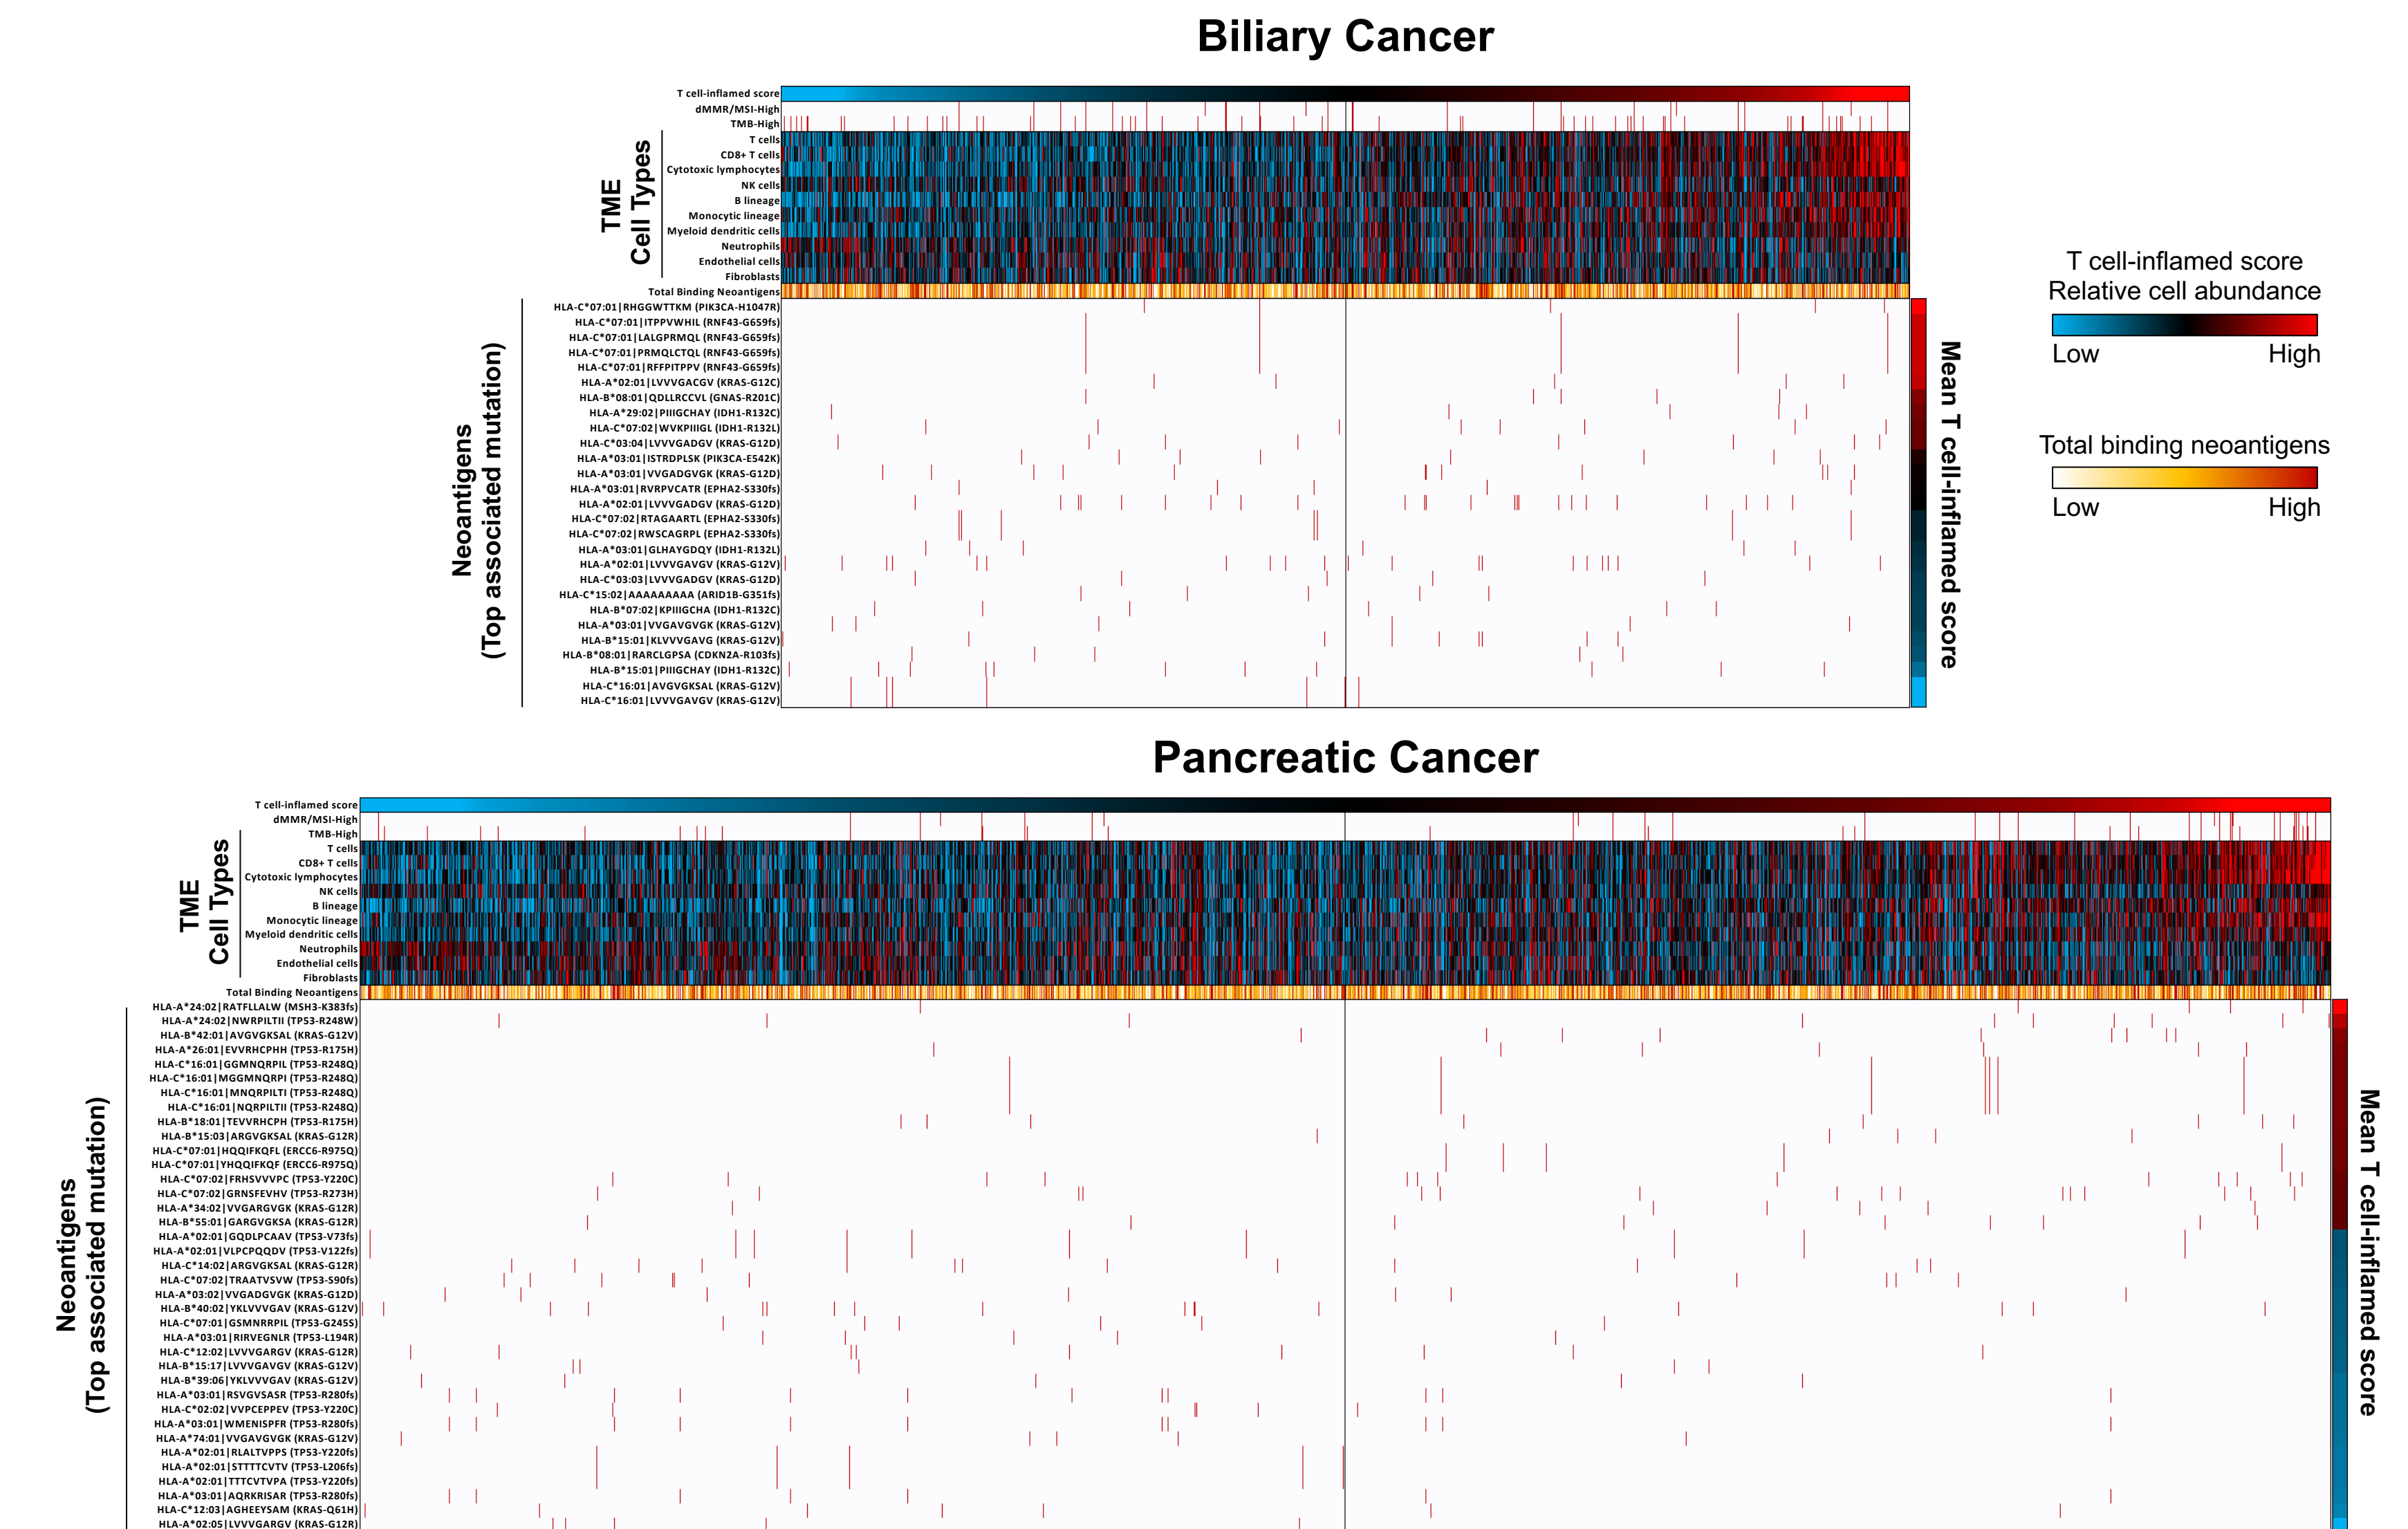 Biliary Cancer
T cell-inflamed score
dMMR/MSI-High
TMB-High
TME
Cell Types
T cells
CD8+ T cells
Cytotoxic lymphocytes
NK cells
B lineage
Monocytic lineage
Myeloid dendritic cells
Neutrophils
Endothelial cells
Fibroblasts
Total Binding Neoantigens
Neoantigens
(Top associated mutation)
HLA-C*07:01|RHGGWTTKM (PIK3CA-H1047R)
HLA-C*07:01|ITPPVWHIL (RNF43-G659fs)
HLA-C*07:01|LALGPRMQL (RNF43-G659fs)
HLA-C*07:01|PRMQLCTQL (RNF43-G659fs)
HLA-C*07:01|RFFPITPPV (RNF43-G659fs)
HLA-A*02:01|LVVVGACGV (KRAS-G12C)
HLA-B*08:01|QDLLRCCVL (GNAS-R201C)
HLA-A*29:02|PIIIGCHAY (IDH1-R132C)
HLA-C*07:02|WVKPIIIGL (IDH1-R132L)
HLA-C*03:04|LVVVGADGV (KRAS-G12D)
HLA-A*03:01|ISTRDPLSK (PIK3CA-E542K)
HLA-A*03:01|VVGADGVGK (KRAS-G12D)
HLA-A*03:01|RVRPVCATR (EPHA2-S330fs)
HLA-A*02:01|LVVVGADGV (KRAS-G12D)
HLA-C*07:02|RTAGAARTL (EPHA2-S330fs)
HLA-C*07:02|RWSCAGRPL (EPHA2-S330fs)
HLA-A*03:01|GLHAYGDQY (IDH1-R132L)
HLA-A*02:01|LVVVGAVGV (KRAS-G12V)
HLA-C*03:03|LVVVGADGV (KRAS-G12D)
HLA-C*15:02|AAAAAAAAA (ARID1B-G351fs)
HLA-B*07:02|KPIIIGCHA (IDH1-R132C)
HLA-A*03:01|VVGAVGVGK (KRAS-G12V)
HLA-B*15:01|KLVVVGAVG (KRAS-G12V)
HLA-B*08:01|RARCLGPSA (CDKN2A-R103fs)
HLA-B*15:01|PIIIGCHAY (IDH1-R132C)
HLA-C*16:01|AVGVGKSAL (KRAS-G12V)
HLA-C*16:01|LVVVGAVGV (KRAS-G12V)
Mean T cell-inflamed score
T cell-inflamed score
Relative cell abundance
Low High
Total binding neoantigens
Low High
Pancreatic Cancer
T cell-inflamed score
dMMR/MSI-High
TMB-High
TME
Cell Types
T cells
CD8+ T cells
Cytotoxic lymphocytes
NK cells
B lineage
Monocytic lineage
Myeloid dendritic cells
Neutrophils
Endothelial cells
Fibroblasts
Total Binding Neoantigens
Neoantigens
(Top associated mutation)
HLA-A*24:02|RATFLLALW (MSH3-K383fs)
HLA-A*24:02|NWRPILTII (TP53-R248W)
HLA-B*42:01|AVGVGKSAL (KRAS-G12V)
HLA-A*26:01|EVVRHCPHH (TP53-R175H)
HLA-C*16:01|GGMNQRPIL (TP53-R248Q)
HLA-C*16:01|MGGMNQRPI (TP53-R248Q)
HLA-C*16:01|MNQRPILTI (TP53-R248Q)
HLA-C*16:01|NQRPILTII (TP53-R248Q)
HLA-B*18:01|TEVVRHCPH (TP53-R175H)
HLA-B*15:03|ARGVGKSAL (KRAS-G12R)
HLA-C*07:01|HQQIFKQFL (ERCC6-R975Q)
HLA-C*07:01|YHQQIFKQF (ERCC6-R975Q)
HLA-C*07:02|FRHSVVVPC (TP53-Y220C)
HLA-C*07:02|GRNSFEVHV (TP53-R273H)
HLA-A*34:02|VVGARGVGK (KRAS-G12R)
HLA-B*55:01|GARGVGKSA (KRAS-G12R)
HLA-A*02:01|GQDLPCAAV (TP53-V73fs)
HLA-A*02:01|VLPCPQQDV (TP53-V122fs)
HLA-C*14:02|ARGVGKSAL (KRAS-G12R)
HLA-C*07:02|TRAATVSVW (TP53-S90fs)
HLA-A*03:02|VVGADGVGK (KRAS-G12D)
HLA-B*40:02|YKLVVVGAV (KRAS-G12V)
HLA-C*07:01|GSMNRRPIL (TP53-G245S)
HLA-A*03:01|RIRVEGNLR (TP53-L194R)
HLA-C*12:02|LVVVGARGV (KRAS-G12R)
HLA-B*15:17|LVVVGAVGV (KRAS-G12V)
HLA-B*39:06|YKLVVVGAV (KRAS-G12V)
HLA-A*03:01|RSVGVSASR (TP53-R280fs)
HLA-C*02:02|VVPCEPPEV (TP53-Y220C)
HLA-A*03:01|WMENISPFR (TP53-R280fs)
HLA-A*74:01|VVGAVGVGK (KRAS-G12V)
HLA-A*02:01|RLALTVPPS (TP53-Y220fs)
HLA-A*02:01|STTTTCVTV (TP53-L206fs)
HLA-A*02:01|TTTCVTVPA (TP53-Y220fs)
HLA-A*03:01|AQRKRISAR (TP53-R280fs)
HLA-C*12:03|AGHEEYSAM (KRAS-Q61H)
HLA-A*02:05|LVVVGARGV (KRAS-G12R)
Mean T cell-inflamed score